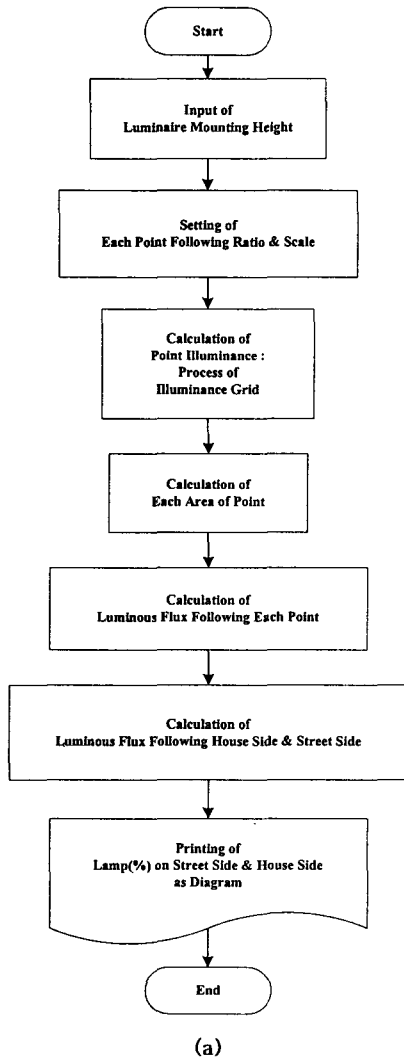 Start
Input of
Luminaire Mounting Height
Setting of
Each Point Following Ratio & Scale
Calculation of
Point Illuminance :
Process of
Illuminance Grid
Calculation of
Each Area of Point
Calculation of
Luminous Flux Following Each Point
Calculation of
Luminous Flux Following House Side & Street Side
Printing of
Lamp(%) on Street Side & House Side
as Diagram
End
(a)